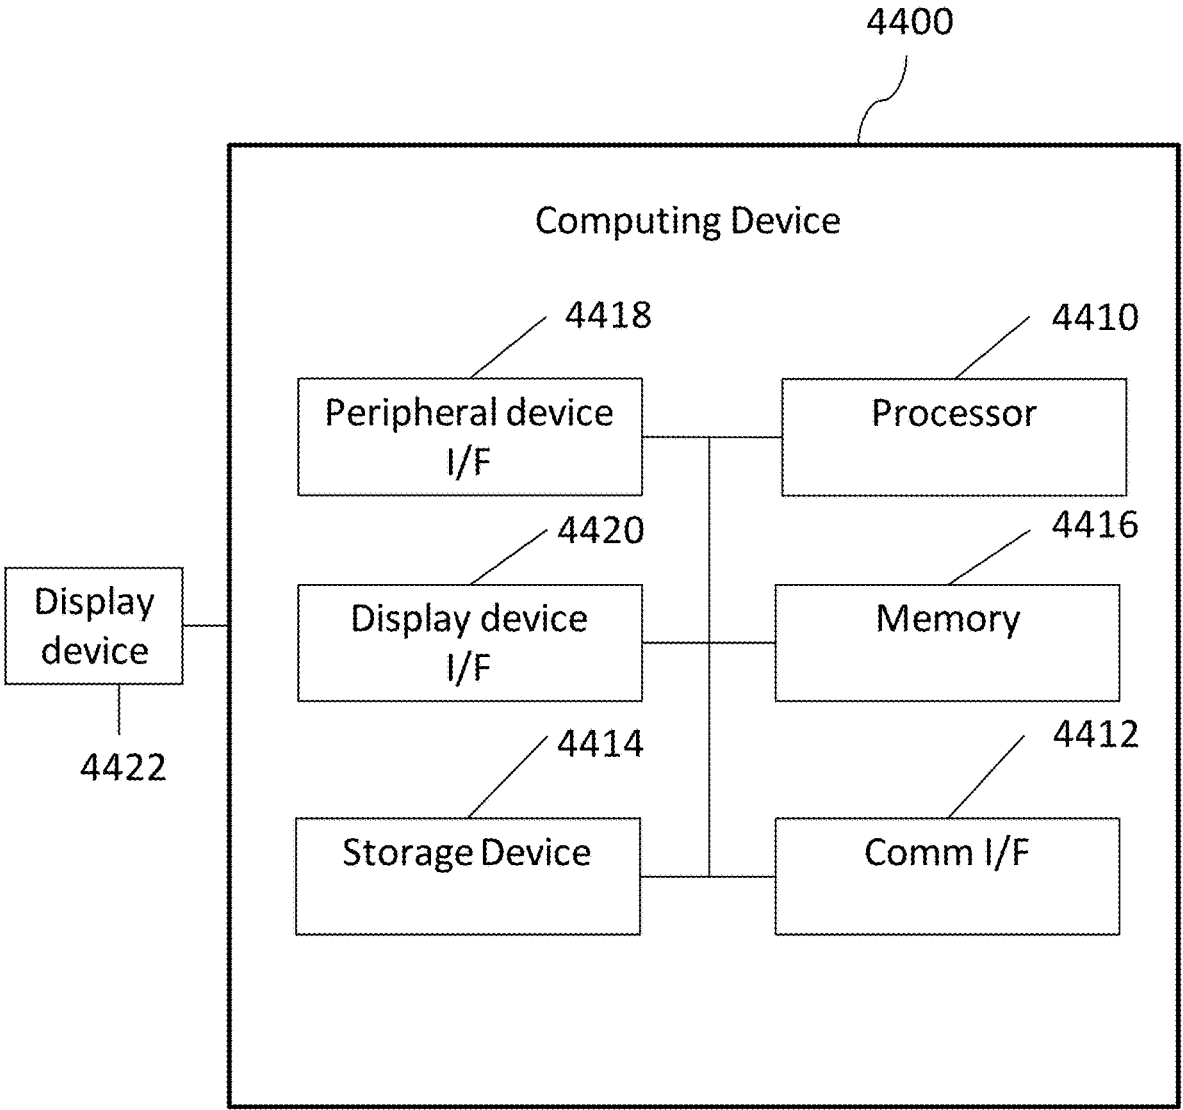 4400
Computing Device
4418
4410
Peripheral device
I/F
Processor
4420
4416
Display device
I/F
Memory
Display
device
4422
4414
4412
Storage Device
Comm I/F